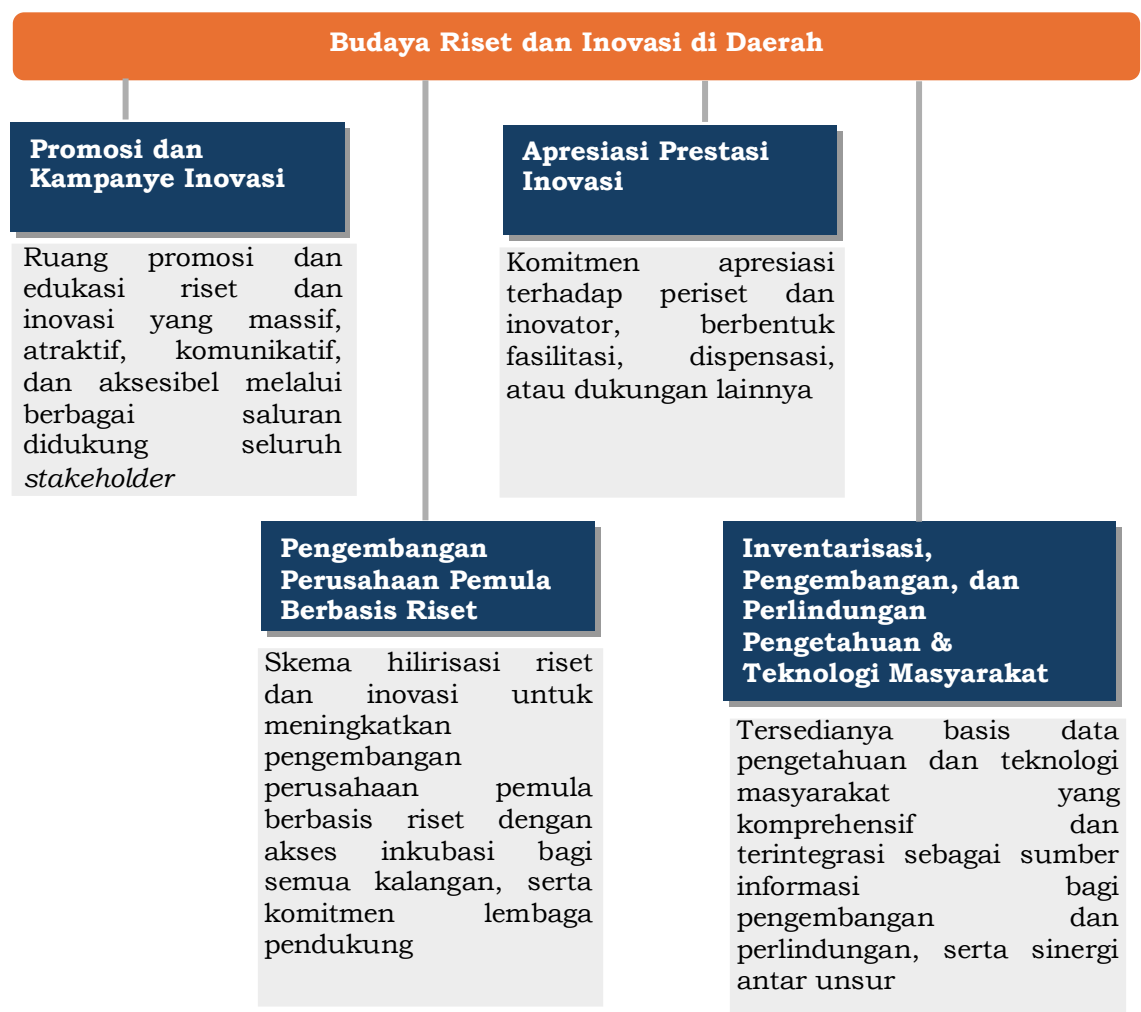 Budaya Riset dan Inovasi di Daerah
Promosi dan
Kampanye Inovasi
Ruang promosi dan
edukasi riset dan
inovasi yang massif,
atraktif, komunikatif,
dan aksesibel melalui
berbagai saluran
didukung seluruh
stakeholder
Apresiasi Prestasi
Inovasi
Komitmen apresiasi
terhadap periset dan
inovator, berbentuk
fasilitasi, dispensasi,
atau dukungan lainnya
Pengembangan
Perusahaan Pemula
Berbasis Riset
Skema hilirisasi riset
dan inovasi untuk
meningkatkan
pengembangan
perusahaan pemula
berbasis riset dengan
akses inkubasi bagi
semua kalangan, serta
komitmen lembaga
pendukung
Inventarisasi,
Pengembangan, dan
Perlindungan
Pengetahuan &
Teknologi Masyarakat
Tersedianya basis data
pengetahuan dan teknologi
masyarakat yang
komprehensif dan
terintegrasi sebagai sumber
informasi bagi
pengembangan dan
perlindungan, serta sinergi
antar unsur